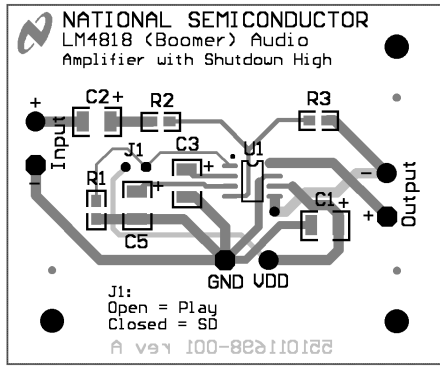 NATIONAL SEMICONDUCTOR
LM4818 (Boomer) Audio
Amplifier with Shutdown High
C2+
R2
R3
+
Input
-
J1
C3
+
U1
-
Output
+
R1
+
C5
C1
+
GND VDD
J1:
Open = Play
Closed = SD
551011698-001 rev A